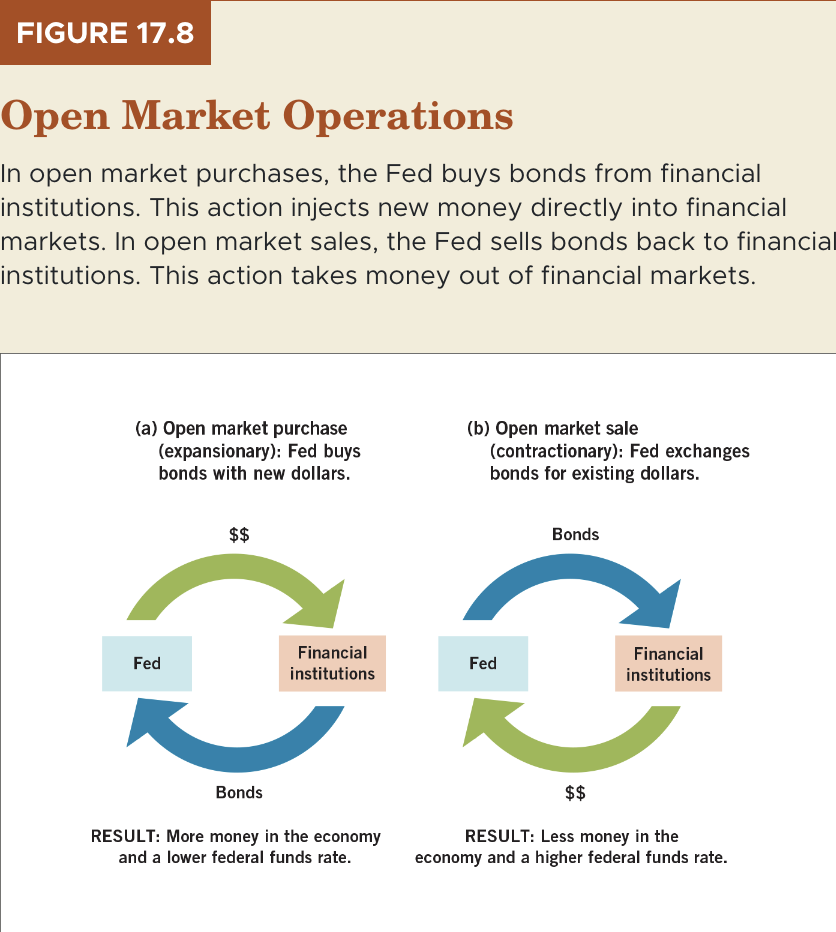 FIGURE 17.8
Open Market Operations
In open market purchases, the Fed buys bonds from financial
institutions. This action injects new money directly into financial
markets. In open market sales, the Fed sells bonds back to financial
institutions. This action takes money out of financial markets.
(a) Open market purchase
(expansionary): Fed buys
bonds with new dollars.
$$
Fed
Financial
institutions
Bonds
RESULT: More money in the economy
and a lower federal funds rate.
(b) Open market sale
(contractionary): Fed exchanges
bonds for existing dollars.
Bonds
Fed
Financial
institutions
$$
RESULT: Less money in the
economy and a higher federal funds rate.